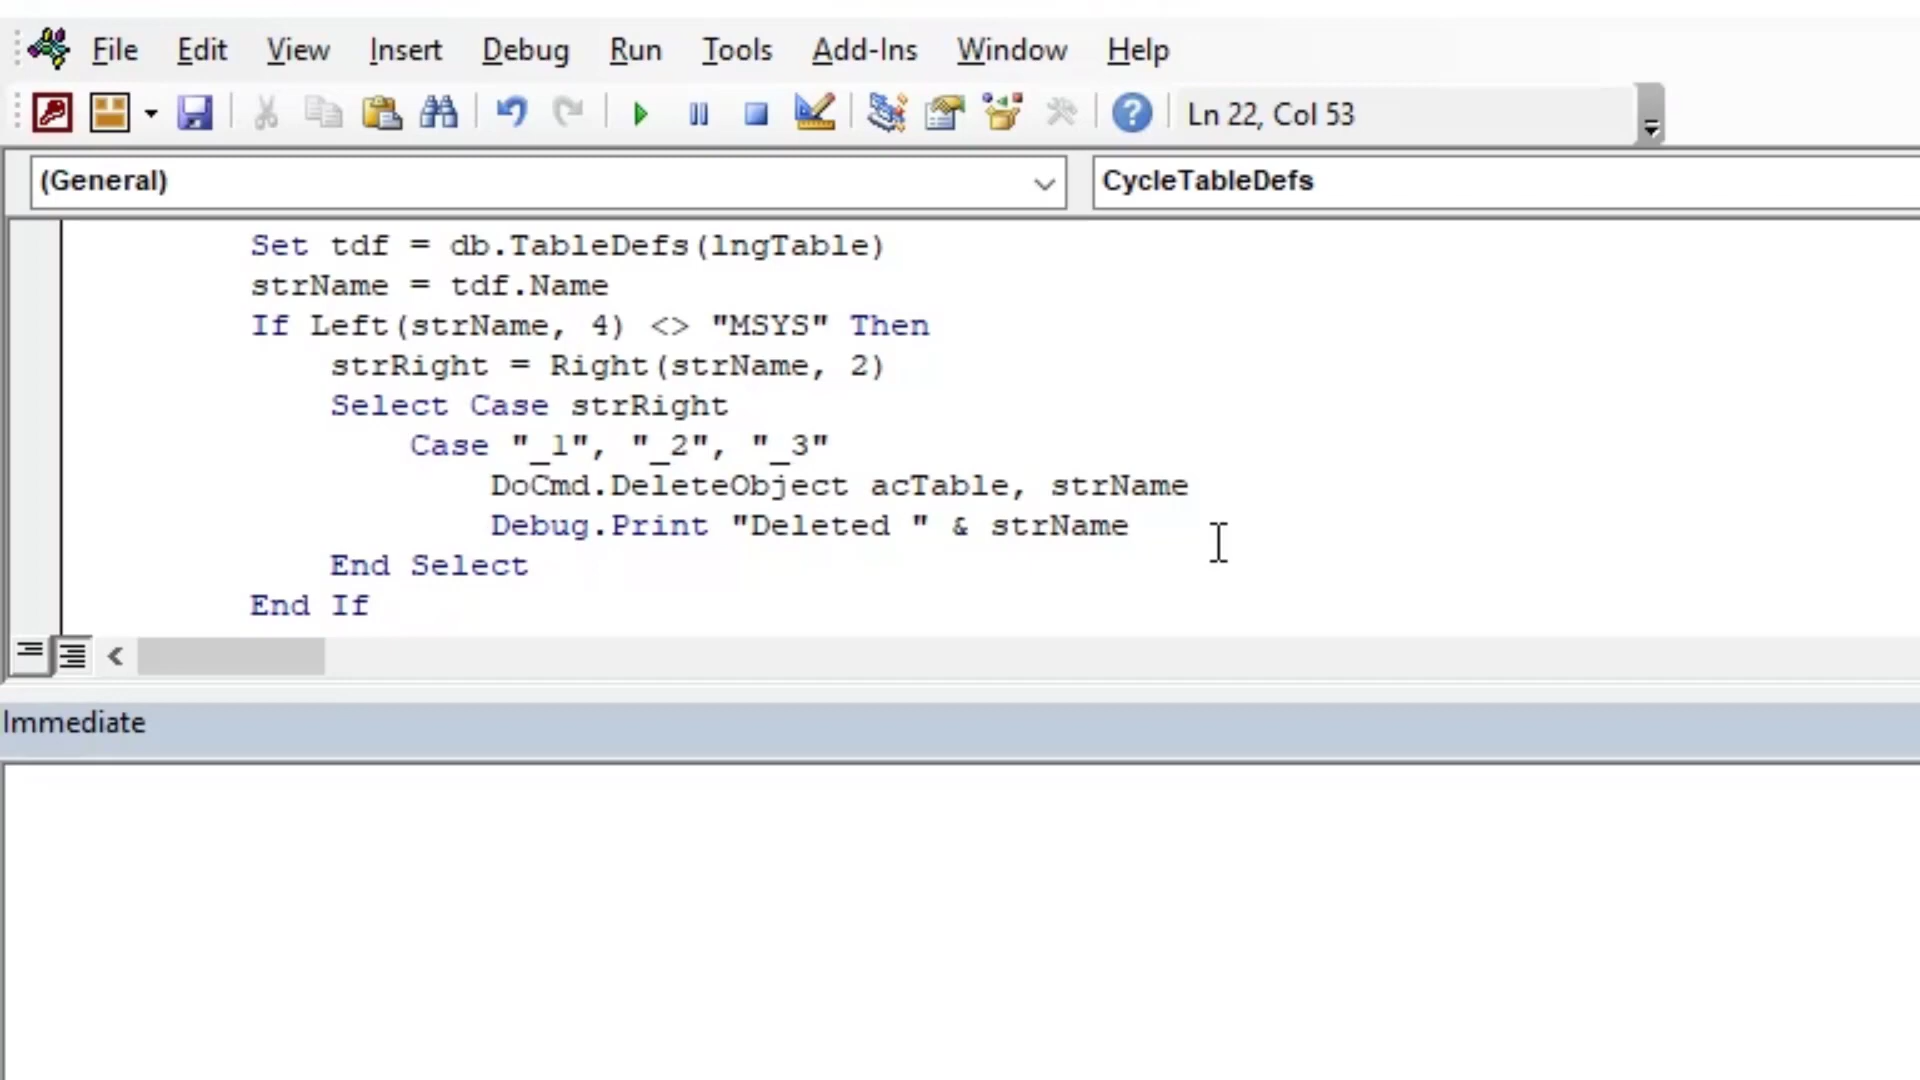 File Edit View Insert Debug Run Tools Add-Ins Window Help
Ln 22, Col 53
(General) CycleTableDefs
Set tdf = db.TableDefs(lngTable)
strName = tdf.Name
If Left(strName, 4) <> "MSYS" Then
strRight = Right(strName, 2)
Select Case strRight
Case "_1", "_2", "_3"
DoCmd.DeleteObject acTable, strName
Debug.Print "Deleted " & strName
End Select
End If
Immediate